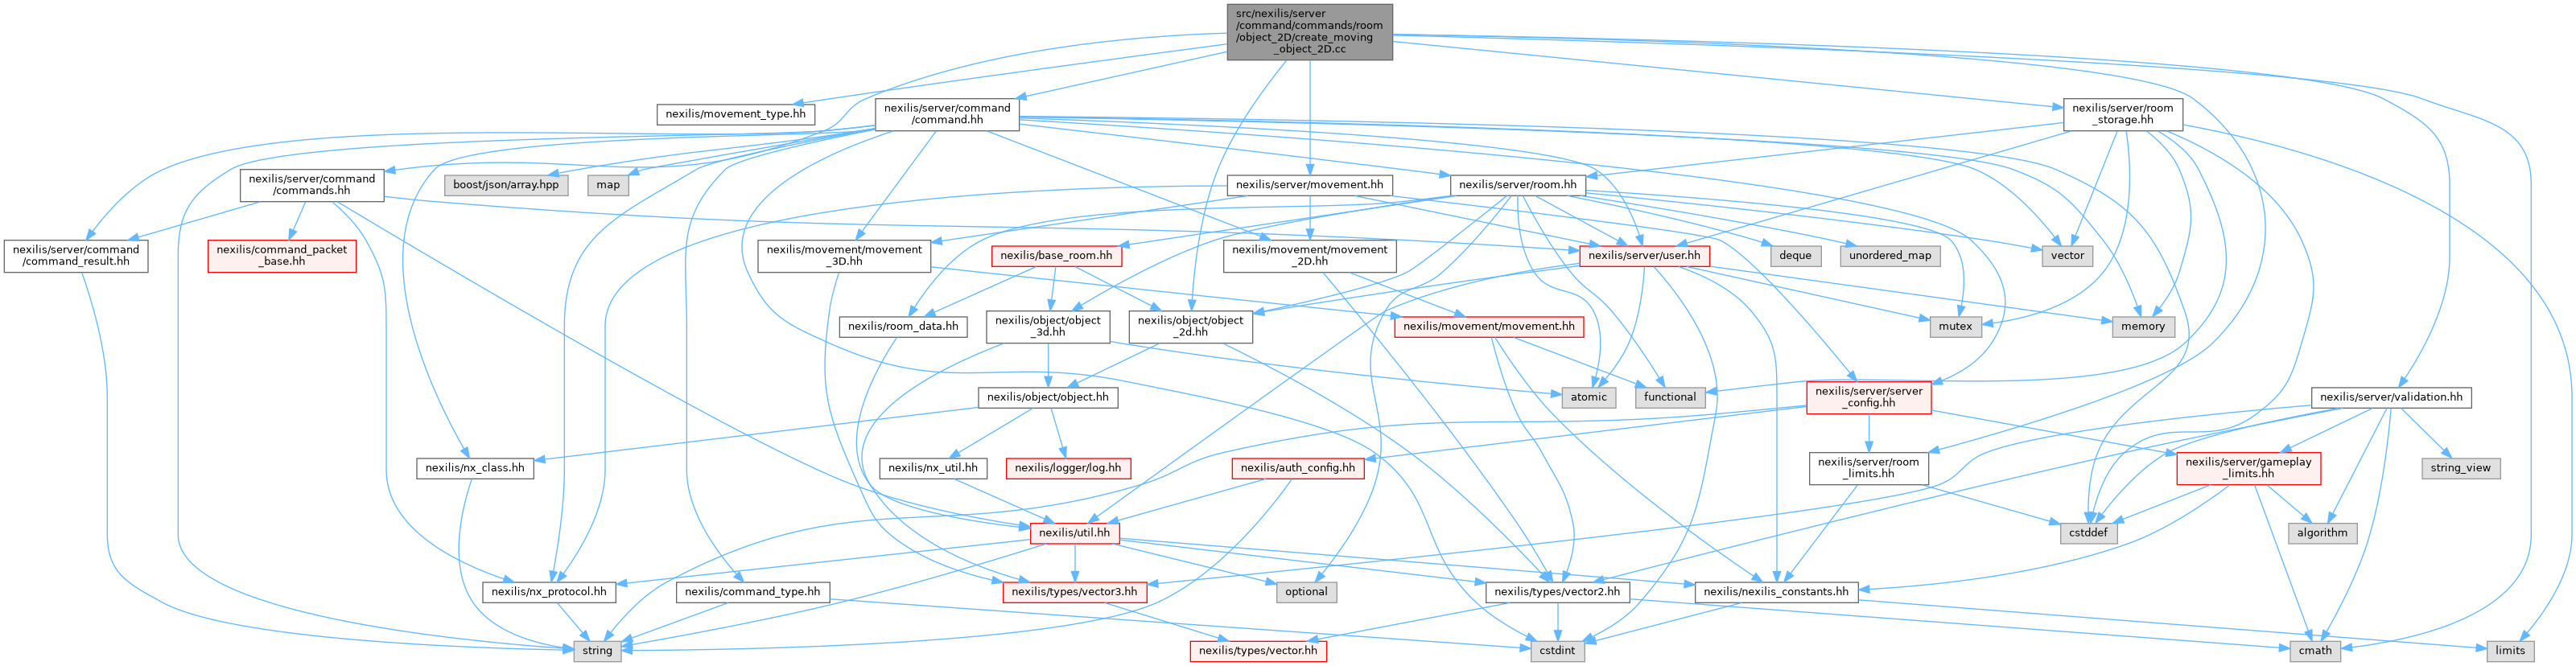 src/nexilis/server
/command/commands/room
/object_2D/create_moving
_object_2D.cc
nexilis/movement_type.hh
nexilis/server/command
/command.hh
nexilis/server/room
_storage.hh
nexilis/server/command
/commands.hh
boost/json/array.hpp
map
nexilis/server/movement.hh
nexilis/server/room.hh
nexilis/server/command
/command_result.hh
nexilis/command_packet
_base.hh
nexilis/movement/movement
_3D.hh
nexilis/base_room.hh
nexilis/movement/movement
_2D.hh
nexilis/server/user.hh
deque
unordered_map
vector
nexilis/room_data.hh
nexilis/object/object
_3d.hh
nexilis/object/object
_2d.hh
nexilis/movement/movement.hh
mutex
memory
nexilis/object/object.hh
atomic
functional
nexilis/server/server
_config.hh
nexilis/server/validation.hh
nexilis/nx_class.hh
nexilis/nx_util.hh
nexilis/logger/log.hh
nexilis/auth_config.hh
nexilis/server/room
_limits.hh
nexilis/server/gameplay
_limits.hh
string_view
nexilis/util.hh
cstddef
algorithm
nexilis/nx_protocol.hh
nexilis/command_type.hh
nexilis/types/vector3.hh
optional
nexilis/types/vector2.hh
nexilis/nexilis_constants.hh
string
nexilis/types/vector.hh
cstdint
cmath
limits